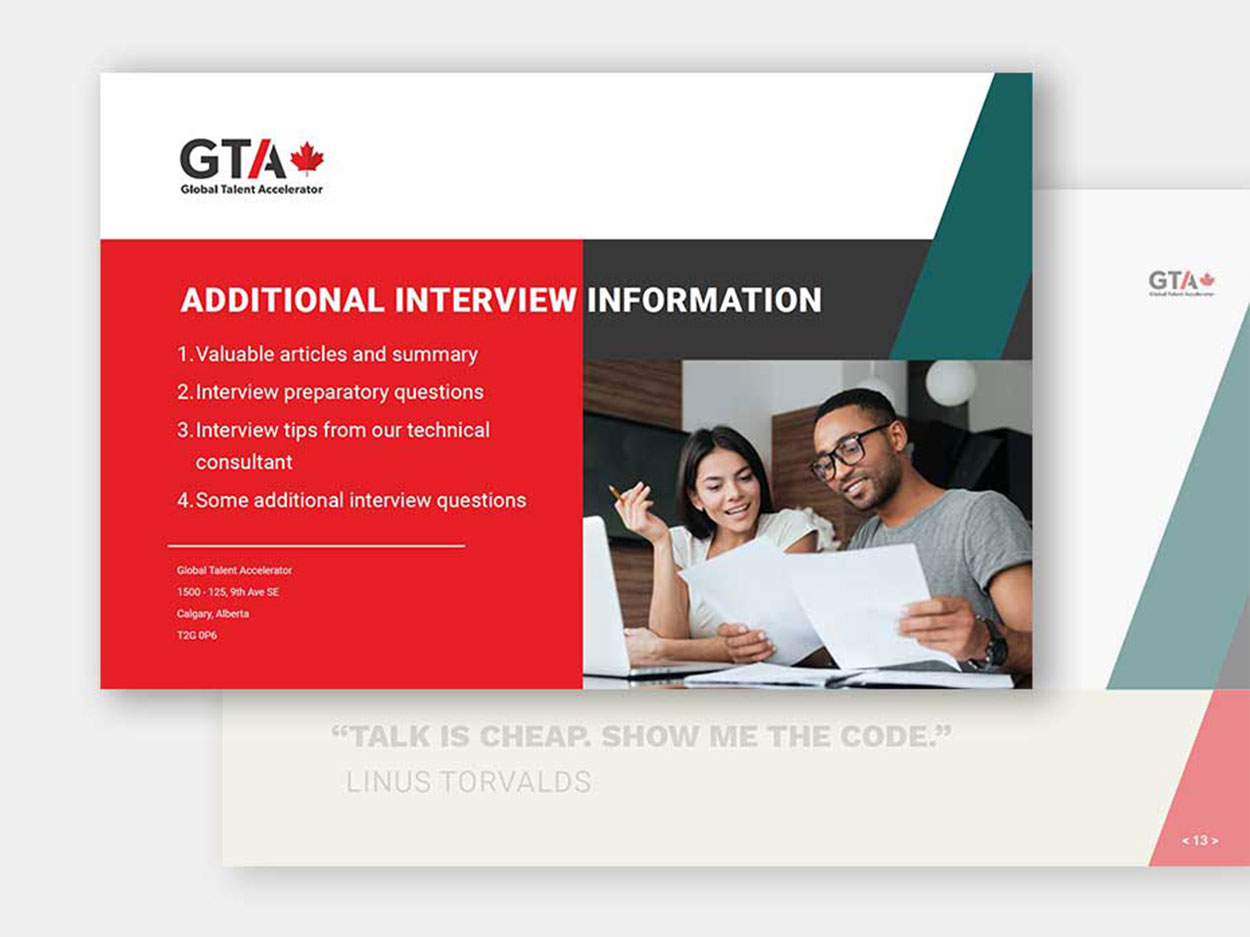 GTA
Global Talent Accelerator
ADDITIONAL INTERVIEW INFORMATION
1. Valuable articles and summary
2. Interview preparatory questions
3. Interview tips from our technical
consultant
4. Some additional interview questions
Global Talent Accelerator
1500 - 125, 9th Ave SE
Calgary, Alberta
T2G 0P6
GTA
Global Talent Accelerator
“TALK IS CHEAP. SHOW ME THE CODE.”
LINUS TORVALDS
< 13 >